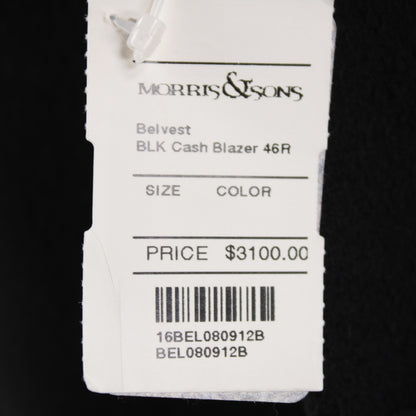 MORRIS&SONS
Belvest
BLK Cash Blazer 46R
SIZE COLOR
PRICE $3100.00
16BEL080912B
BEL080912B